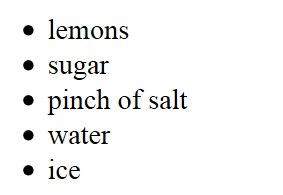 • lemons
• sugar
• pinch of salt
• water
• ice